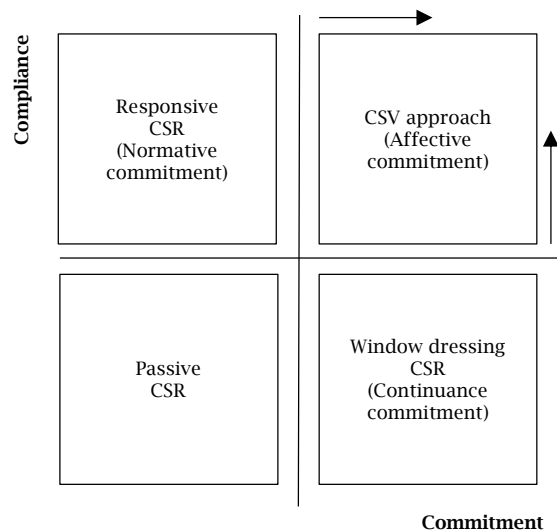 Compliance
Responsive
CSR
(Normative
commitment)
CSV approach
(Affective
commitment)
Passive
CSR
Window dressing
CSR
(Continuance
commitment)
Commitment